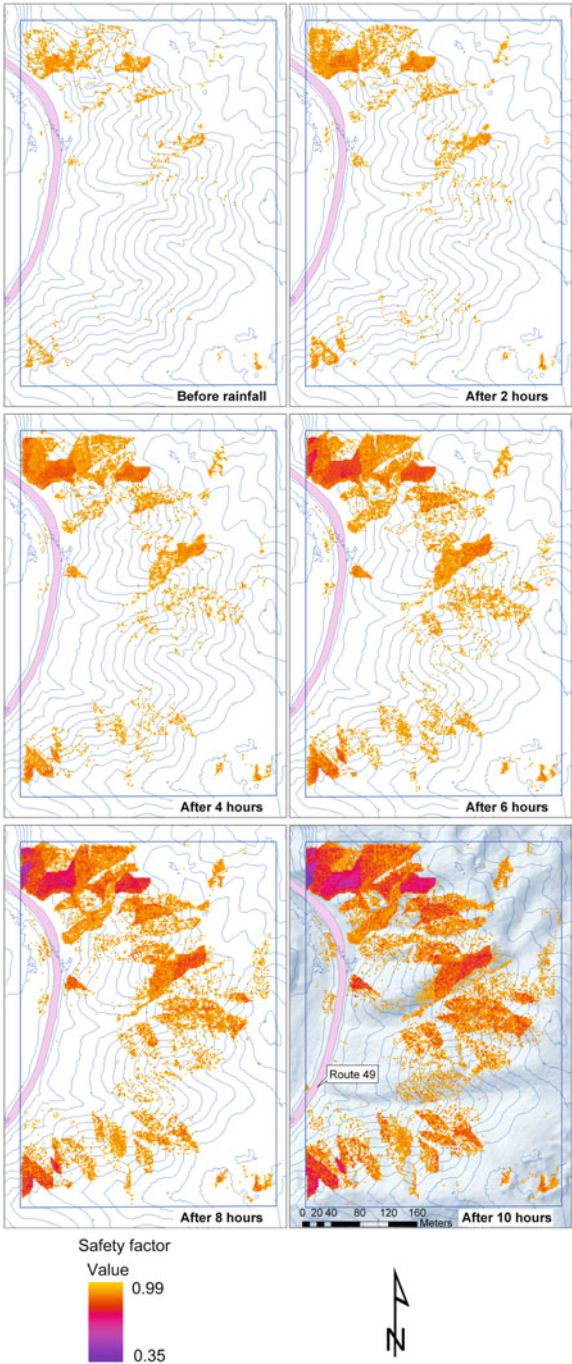 Before rainfall
After 2 hours
After 4 hours
After 6 hours
After 8 hours
Route 49
0 20 40 80 120 160
Meters
After 10 hours
Safety factor
Value
0.99
0.35
N